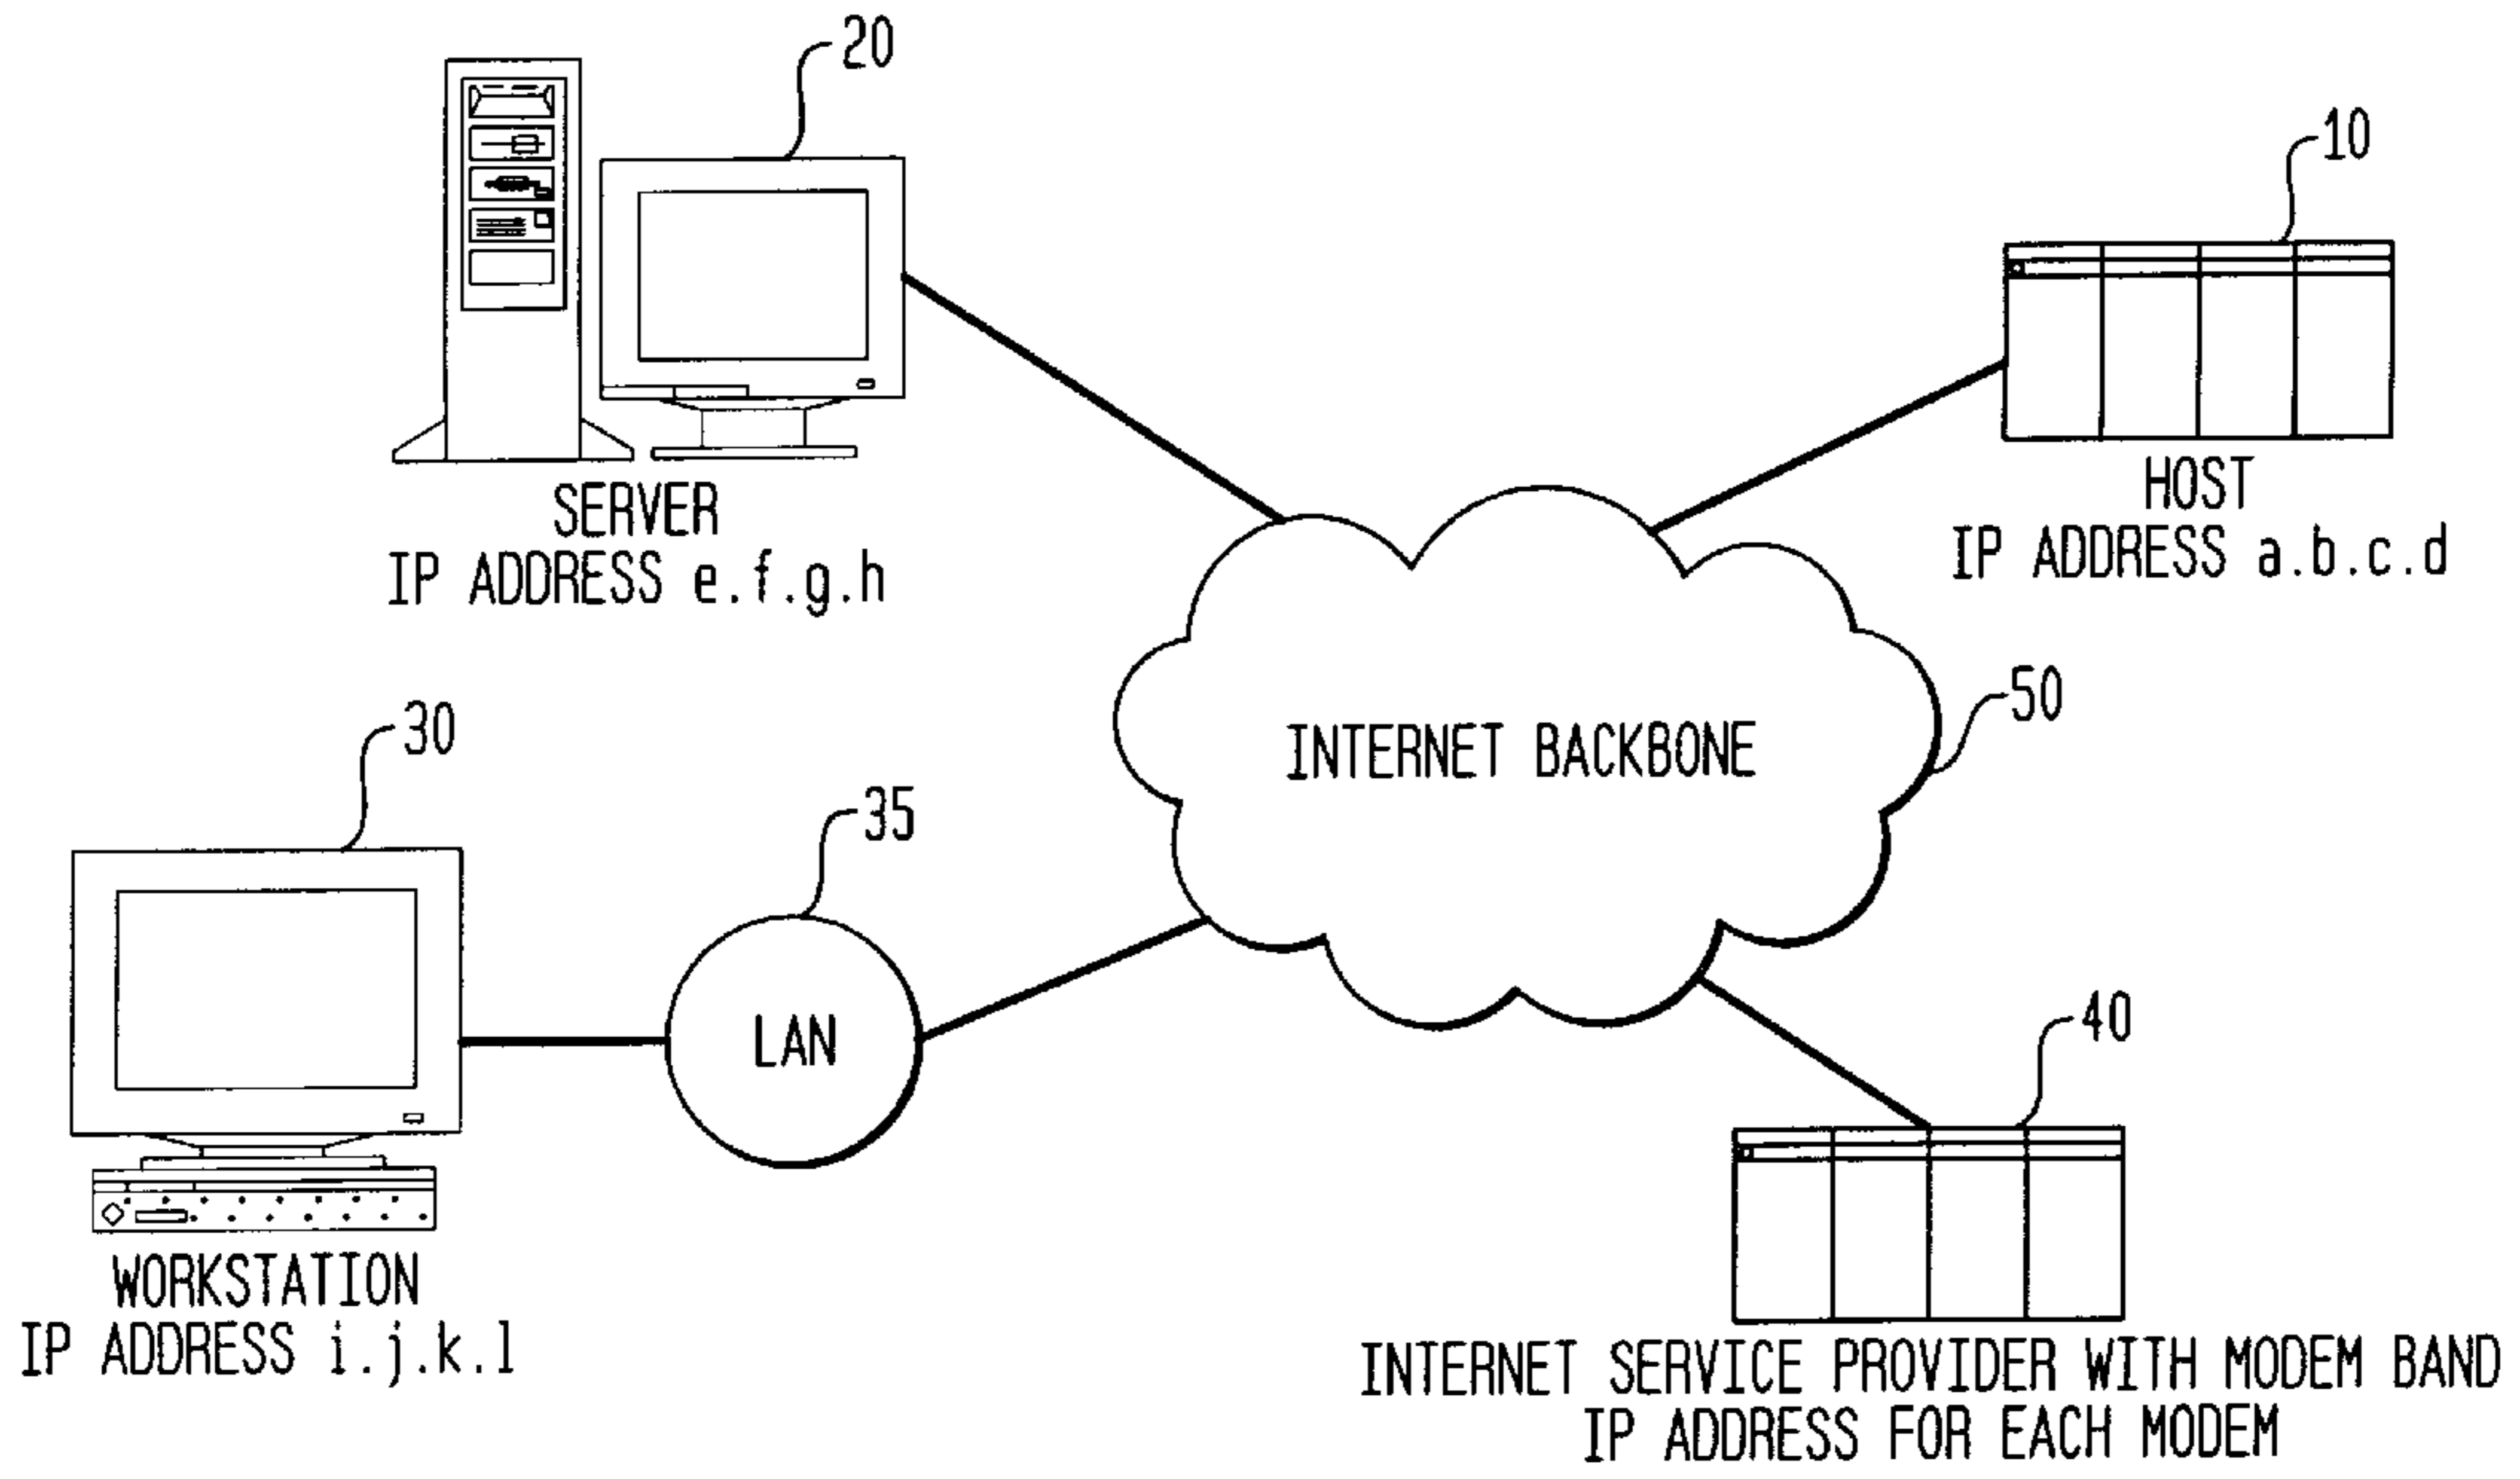 20
10
SERVER
IP ADDRESS e.f.g.h
HOST
IP ADDRESS a.b.c.d
50
30
INTERNET BACKBONE
35
LAN
40
WORKSTATION
IP ADDRESS i.j.k.l
INTERNET SERVICE PROVIDER WITH MODEM BAND
IP ADDRESS FOR EACH MODEM